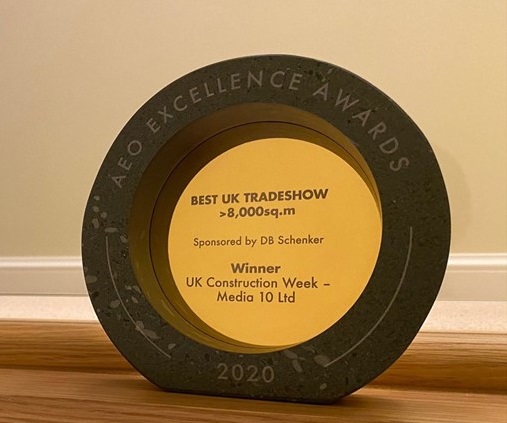 AEO EXCELLENCE AWARDS
BEST UK TRADESHOW
>8,000sq.m
Sponsored by DB Schenker
Winner
UK Construction Week –
Media 10 Ltd
2020